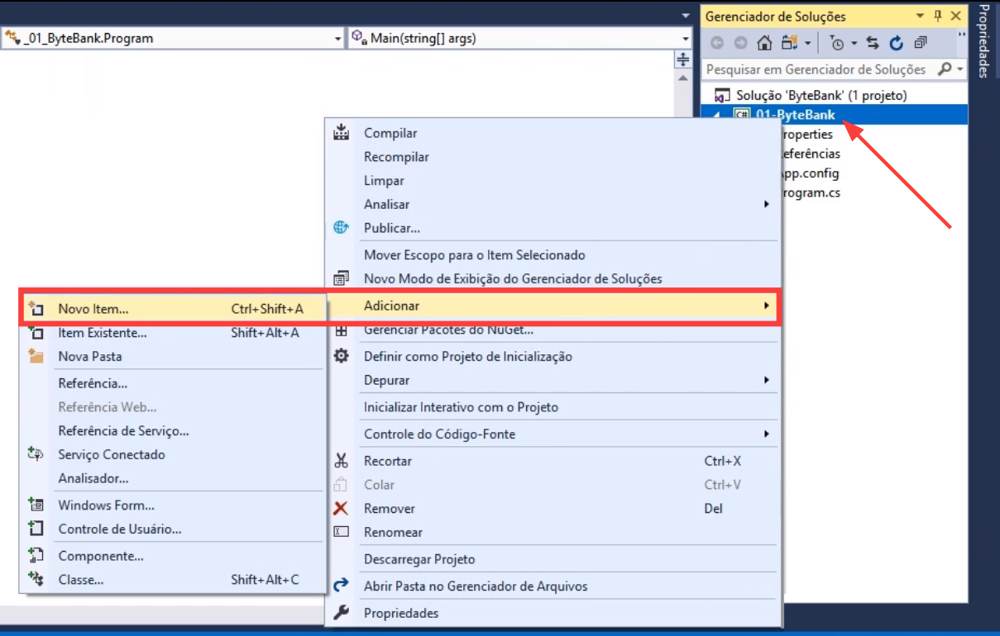 _01_ByteBank.Program
Main(string[] args)
Gerenciador de Soluções
Propriedades
Pesquisar em Gerenciador de Soluções
Solução 'ByteBank' (1 projeto)
C# 01-ByteBank
roperties
eferências
pp.config
rogram.cs
Compilar
Recompilar
Limpar
Analisar
Publicar...
Mover Escopo para o Item Selecionado
Novo Modo de Exibição do Gerenciador de Soluções
Adicionar
Gerenciar Pacotes do NuGet...
Definir como Projeto de Inicialização
Depurar
Inicializar Interativo com o Projeto
Controle do Código-Fonte
Recortar Ctrl+X
Colar Ctrl+V
Remover Del
Renomear
Descarregar Projeto
Abrir Pasta no Gerenciador de Arquivos
Propriedades
Novo Item... Ctrl+Shift+A
Item Existente... Shift+Alt+A
Nova Pasta
Referência...
Referência Web...
Referência de Serviço...
Serviço Conectado
Analisador...
Windows Form...
Controle de Usuário...
Componente...
Classe... Shift+Alt+C